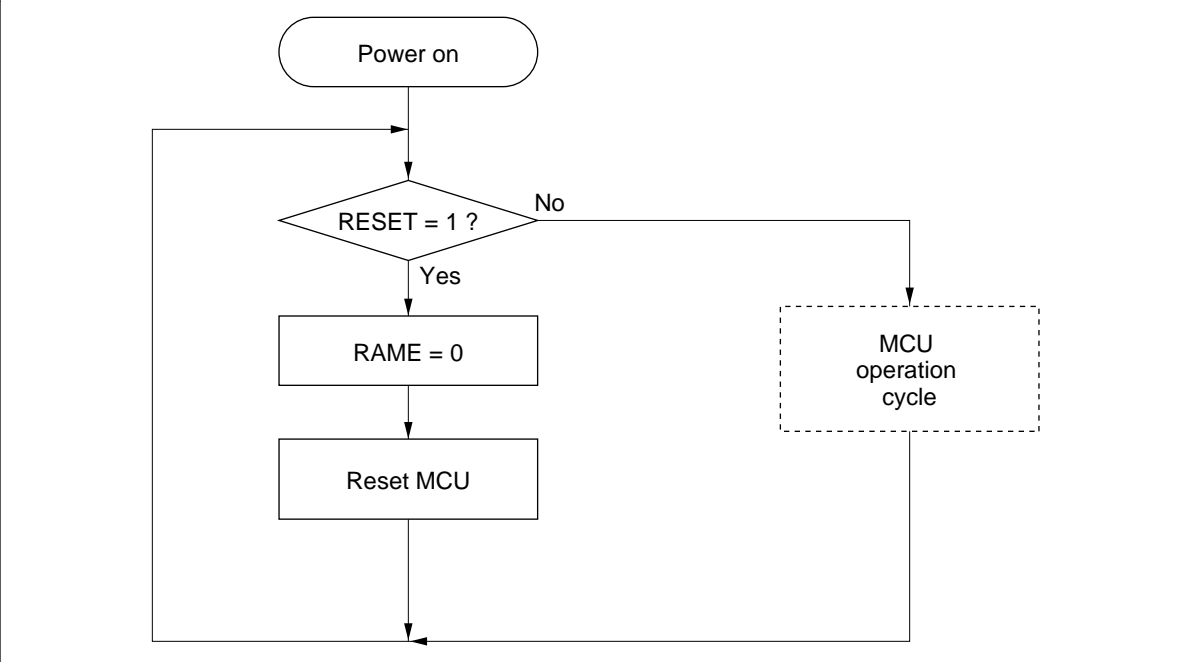 Power on
No
RESET = 1 ?
Yes
RAME = 0
MCU
operation
cycle
Reset MCU